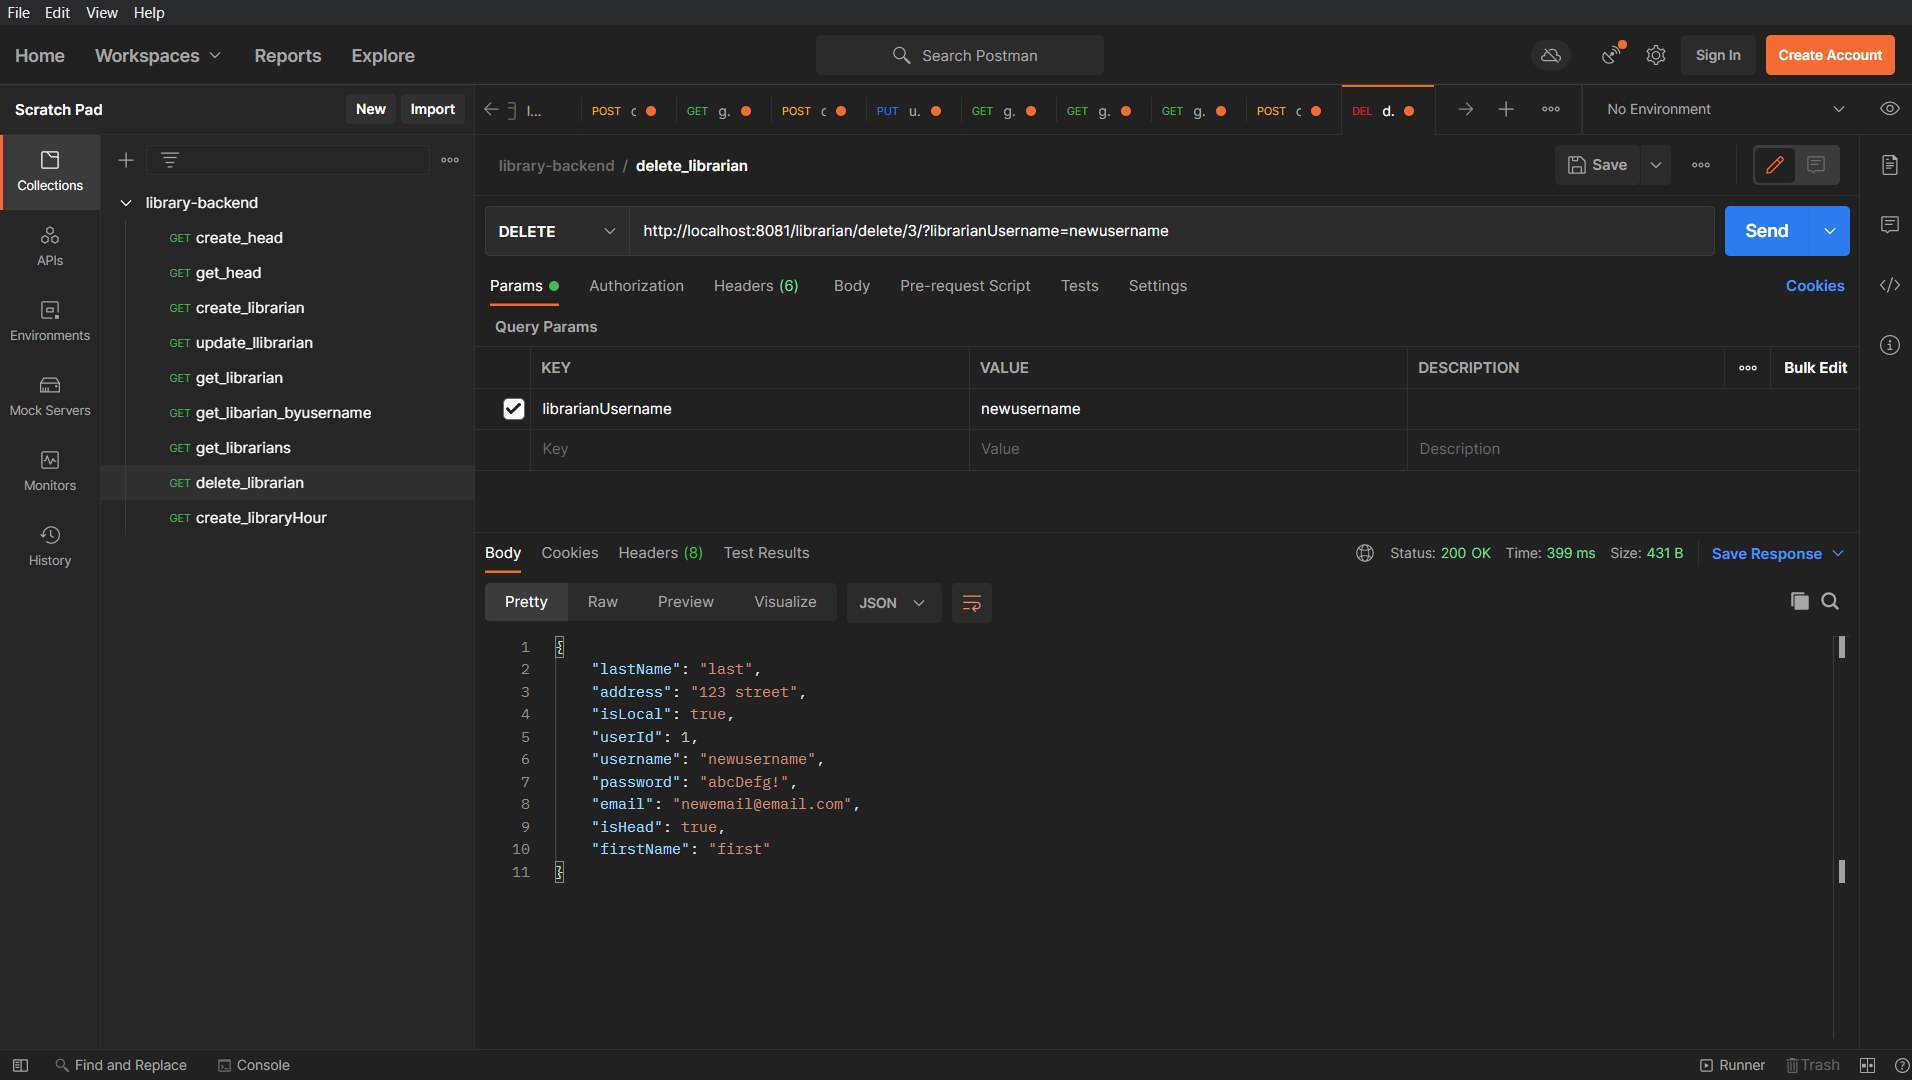 File Edit View Help
Home Workspaces Reports Explore Search Postman Sign In Create Account
Scratch Pad New Import
l... POST c GET g. POST c PUT u. GET g. GET g. GET g. POST c DEL d. No Environment
Collections
APIs
Environments
Mock Servers
Monitors
History
library-backend
GET create_head
GET get_head
GET create_librarian
GET update_llibrarian
GET get_librarian
GET get_libarian_byusername
GET get_librarians
GET delete_librarian
GET create_libraryHour
library-backend / delete_librarian Save
DELETE http://localhost:8081/librarian/delete/3/?librarianUsername=newusername Send
Params Authorization Headers (6) Body Pre-request Script Tests Settings Cookies
Query Params
KEY VALUE DESCRIPTION Bulk Edit
librarianUsername newusername
Key Value Description
Body Cookies Headers (8) Test Results Status: 200 OK Time: 399 ms Size: 431 B Save Response
Pretty Raw Preview Visualize JSON
1 {
2 "lastName": "last",
3 "address": "123 street",
4 "isLocal": true,
5 "userId": 1,
6 "username": "newusername",
7 "password": "abcDefg!",
8 "email": "newemail@email.com",
9 "isHead": true,
10 "firstName": "first"
11 }
Find and Replace Console Runner Trash